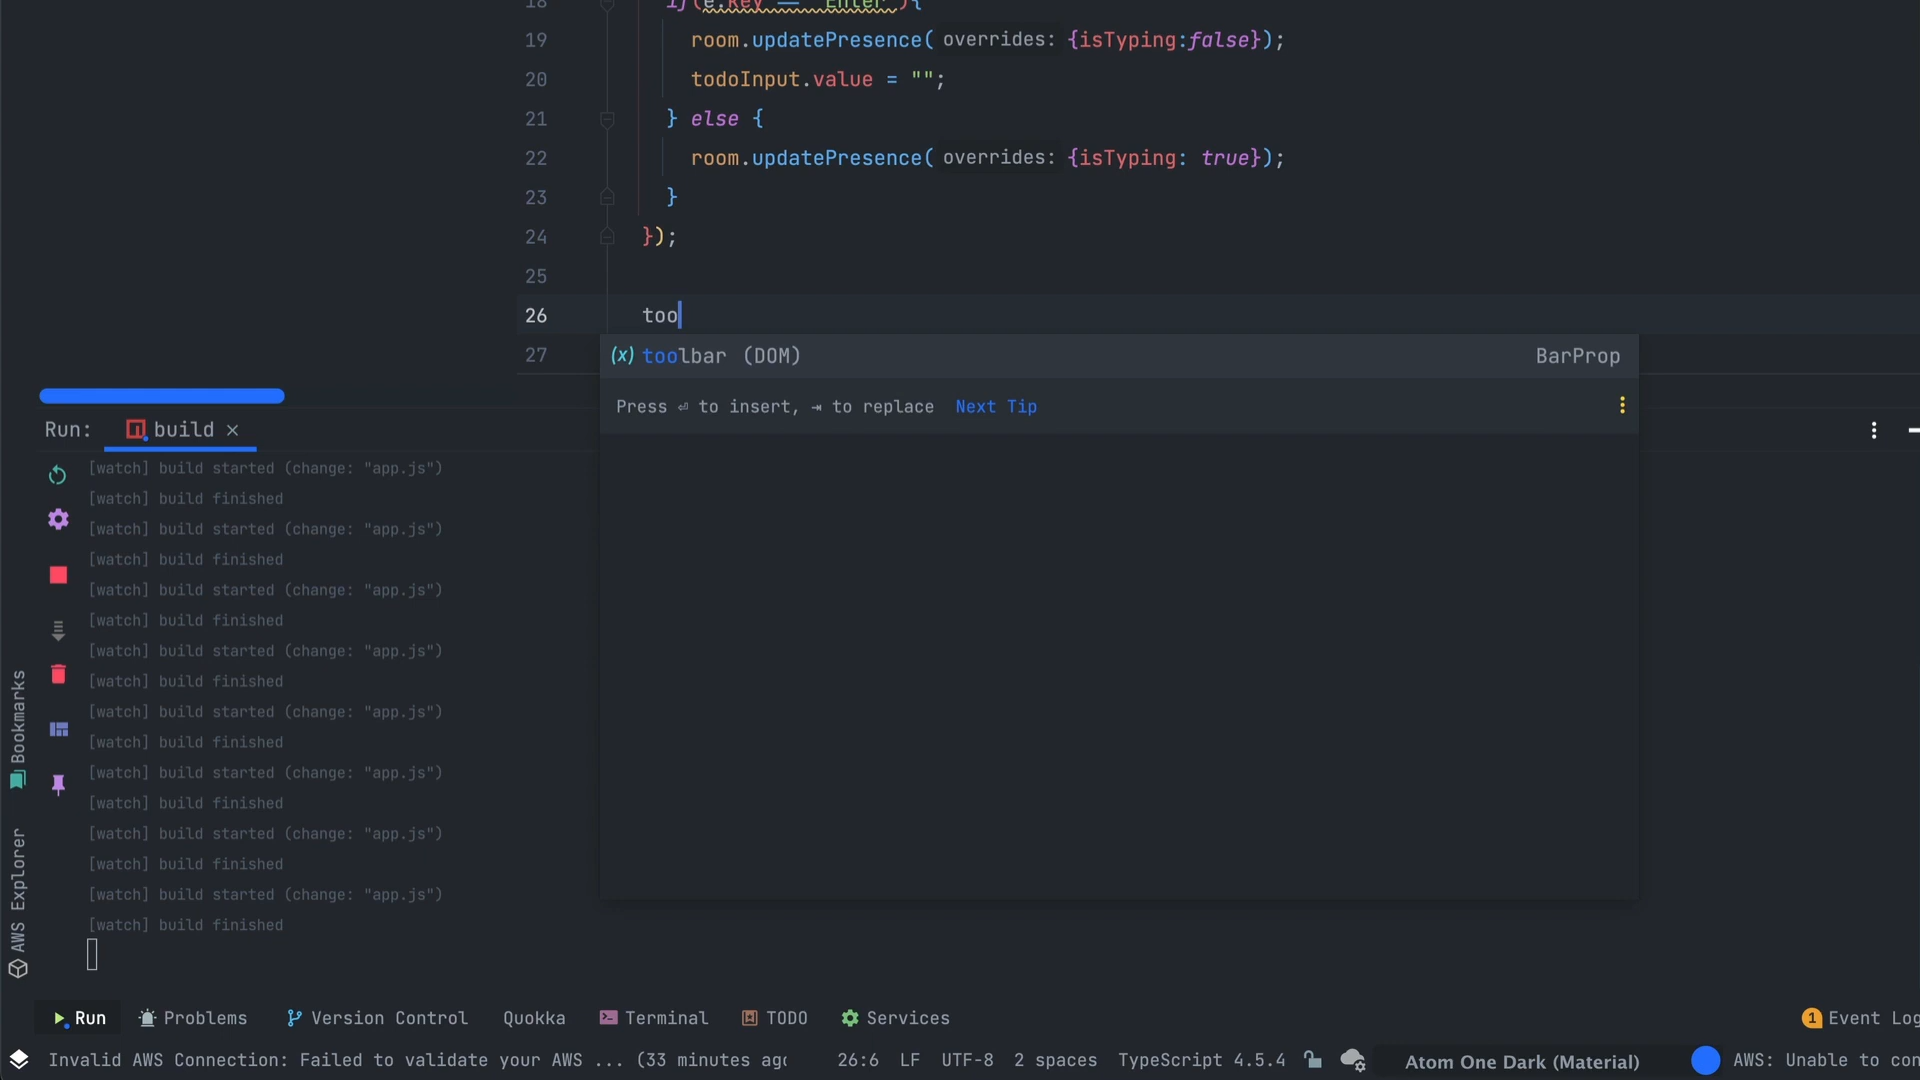 18 if(e.key == "Enter"){
19 room.updatePresence( overrides: {isTyping:false});
20 todoInput.value = "";
21 } else {
22 room.updatePresence( overrides: {isTyping: true});
23 }
24 });
25
26 too
27
(x) toolbar (DOM) BarProp
Press ⏎ to insert, ⇥ to replace Next Tip
Run: build ×
[watch] build started (change: "app.js")
[watch] build finished
[watch] build started (change: "app.js")
[watch] build finished
[watch] build started (change: "app.js")
[watch] build finished
[watch] build started (change: "app.js")
[watch] build finished
[watch] build started (change: "app.js")
[watch] build finished
[watch] build started (change: "app.js")
[watch] build finished
[watch] build started (change: "app.js")
[watch] build finished
[watch] build started (change: "app.js")
[watch] build finished
Bookmarks
AWS Explorer
Run Problems Version Control Quokka Terminal TODO Services 1 Event Log
Invalid AWS Connection: Failed to validate your AWS ... (33 minutes ago 26:6 LF UTF-8 2 spaces TypeScript 4.5.4 Atom One Dark (Material) AWS: Unable to con